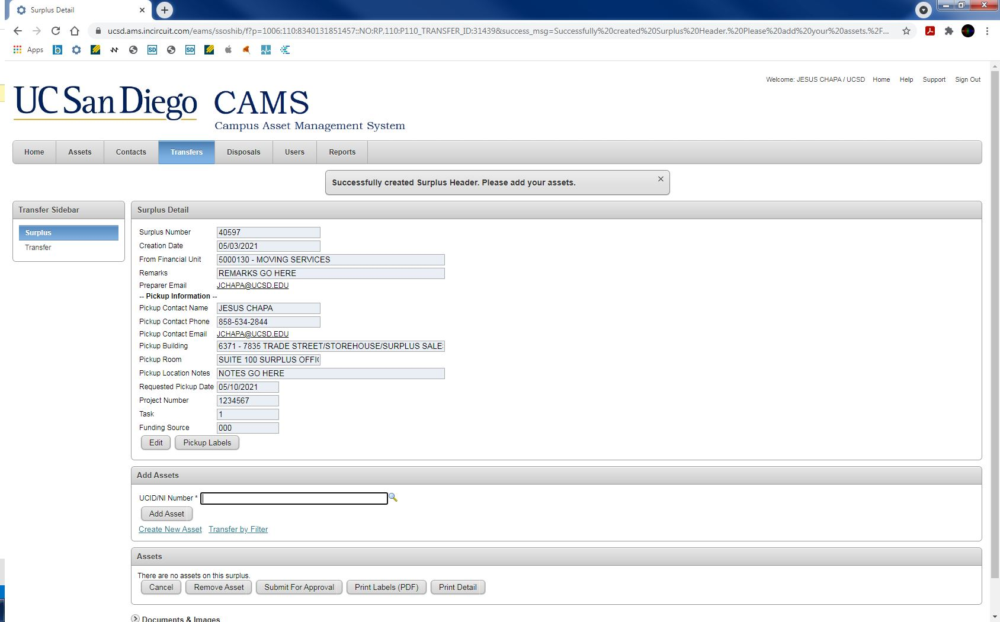 Surplus Detail
ucsd.ams.incircuit.com/eams/ssoshib/f?p=1006:110:8340131851457::NO:RP,110:P110_TRANSFER_ID:31439&success_msg=Successfully%20created%20Surplus%20Header.%20Please%20add%20your%20assets.%2F...
Apps
b
SD
SD
Welcome: JESUS CHAPA / UCSD Home Help Support Sign Out
UC San Diego CAMS
Campus Asset Management System
Home Assets Contacts Transfers Disposals Users Reports
Successfully created Surplus Header. Please add your assets.
Transfer Sidebar
Surplus
Transfer
Surplus Detail
Surplus Number 40597
Creation Date 05/03/2021
From Financial Unit 5000130 - MOVING SERVICES
Remarks REMARKS GO HERE
Preparer Email JCHAPA@UCSD.EDU
-- Pickup Information --
Pickup Contact Name JESUS CHAPA
Pickup Contact Phone 858-534-2844
Pickup Contact Email JCHAPA@UCSD.EDU
Pickup Building 6371 - 7835 TRADE STREET/STOREHOUSE/SURPLUS SALE
Pickup Room SUITE 100 SURPLUS OFFI
Pickup Location Notes NOTES GO HERE
Requested Pickup Date 05/10/2021
Project Number 1234567
Task 1
Funding Source 000
Edit Pickup Labels
Add Assets
UCID/NI Number *
Add Asset
Create New Asset Transfer by Filter
Assets
There are no assets on this surplus.
Cancel Remove Asset Submit For Approval Print Labels (PDF) Print Detail
Documents & Images